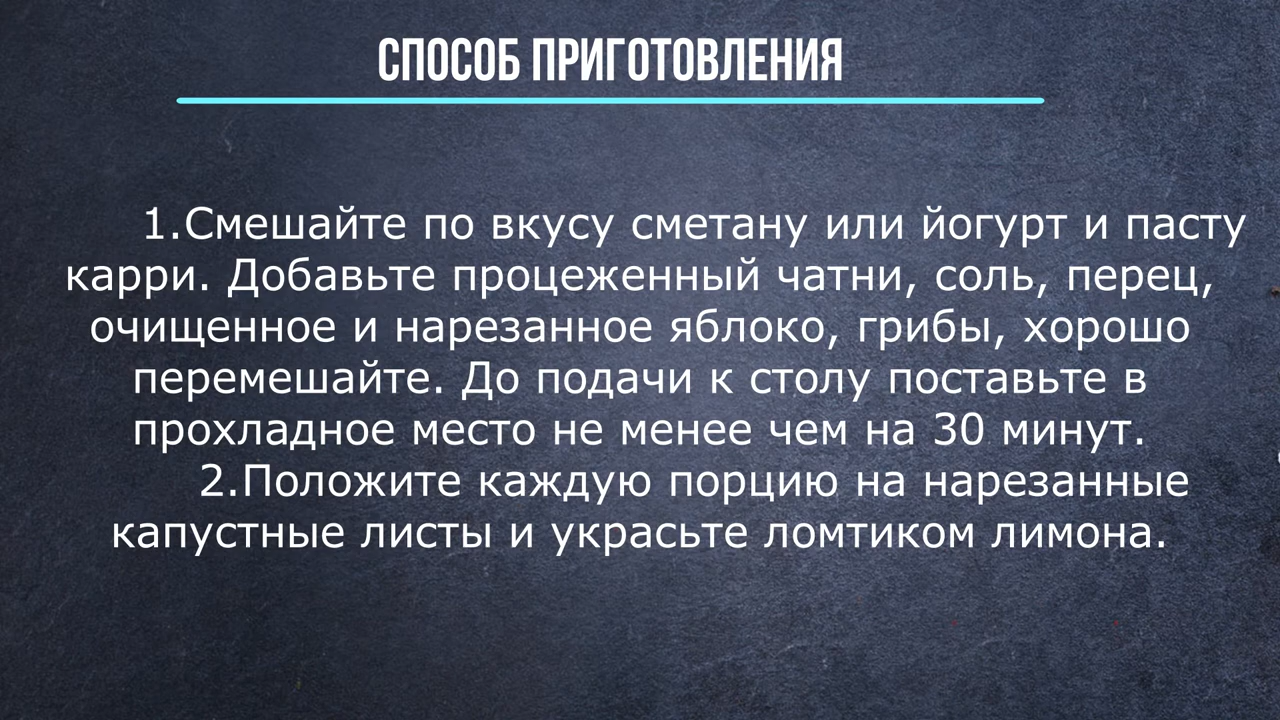 СПОСОБ ПРИГОТОВЛЕНИЯ
1.Смешайте по вкусу сметану или йогурт и пасту
карри. Добавьте процеженный чатни, соль, перец,
очищенное и нарезанное яблоко, грибы, хорошо
перемешайте. До подачи к столу поставьте в
прохладное место не менее чем на 30 минут.
2.Положите каждую порцию на нарезанные
капустные листы и украсьте ломтиком лимона.